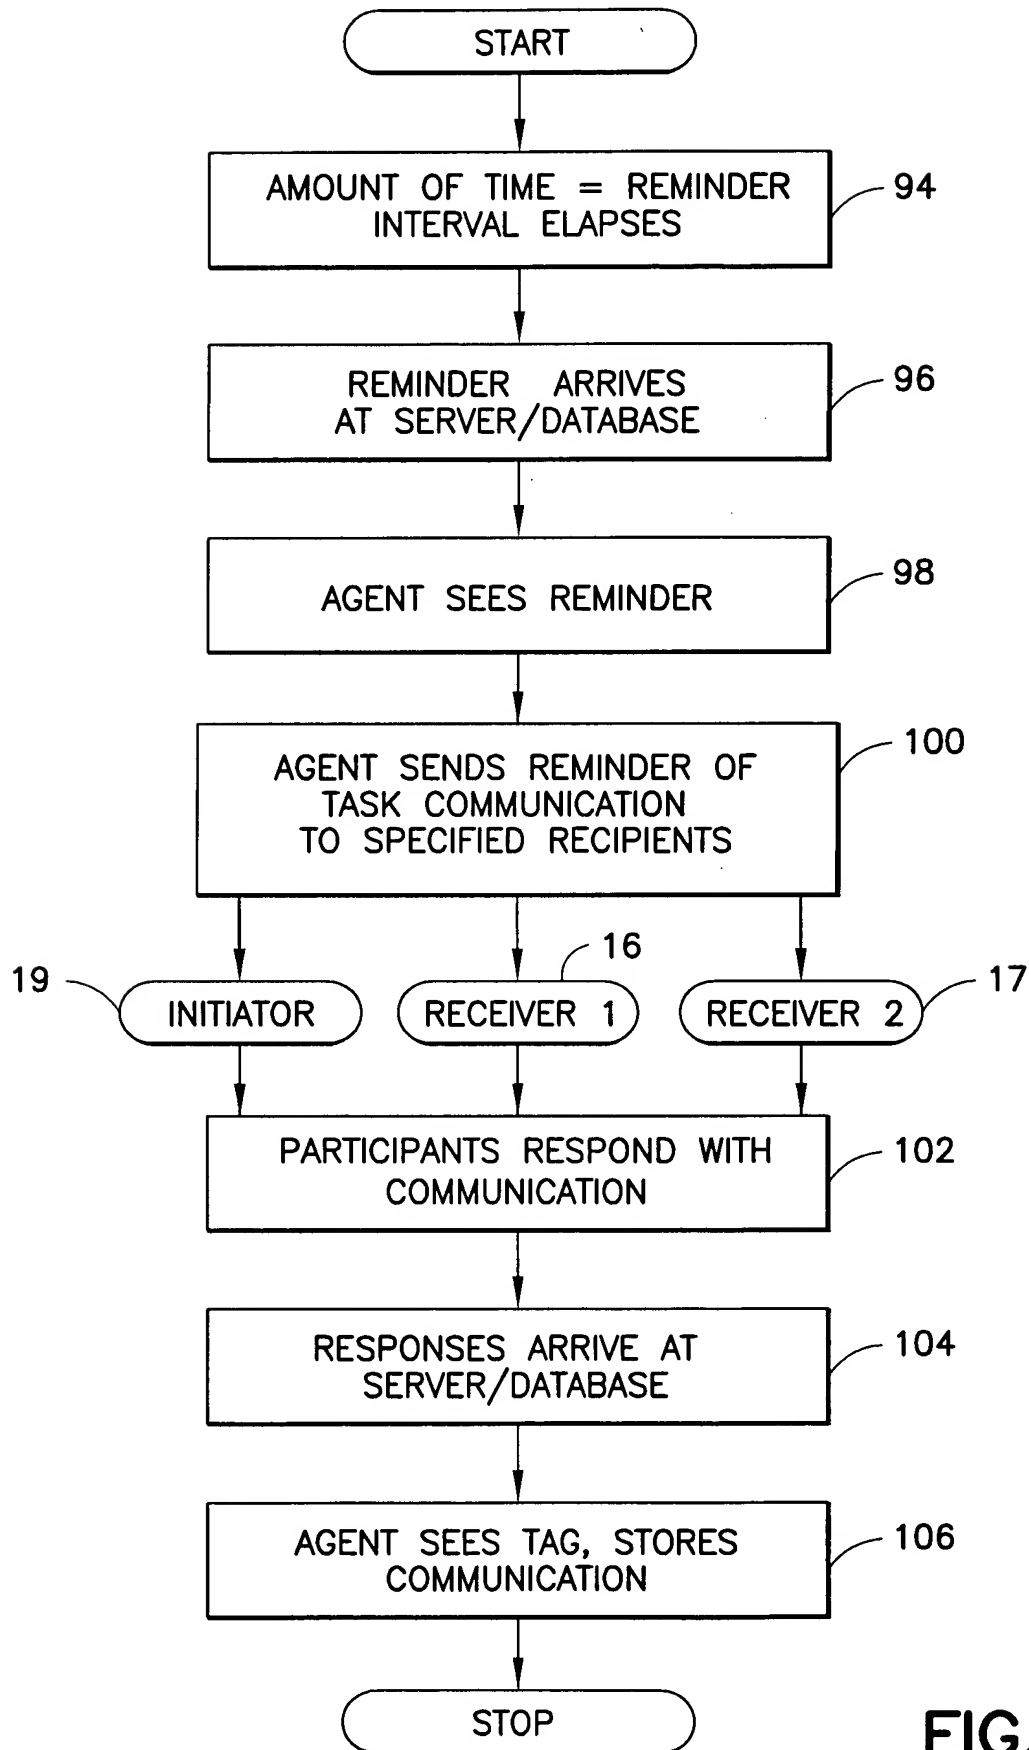 START
AMOUNT OF TIME = REMINDER
INTERVAL ELAPSES
94
REMINDER ARRIVES
AT SERVER/DATABASE
96
AGENT SEES REMINDER
98
AGENT SENDS REMINDER OF
TASK COMMUNICATION
TO SPECIFIED RECIPIENTS
100
19
INITIATOR
16
RECEIVER 1
RECEIVER 2
17
PARTICIPANTS RESPOND WITH
COMMUNICATION
102
RESPONSES ARRIVE AT
SERVER/DATABASE
104
AGENT SEES TAG, STORES
COMMUNICATION
106
STOP
FIG.